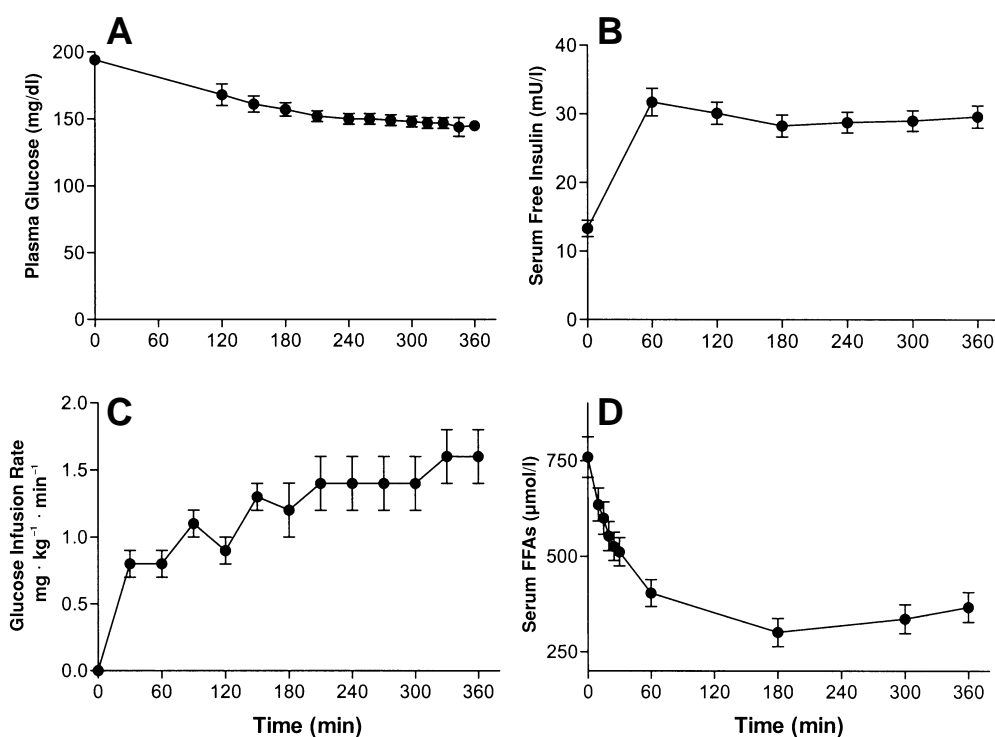 A
Plasma Glucose (mg/dl)
200
150
100
50
0
0 60 120 180 240 300 360
B
Serum Free Insulin (mU/l)
40
30
20
10
0
0 60 120 180 240 300 360
C
Glucose Infusion Rate
mg · kg⁻¹ · min⁻¹
2.0
1.5
1.0
0.5
0.0
0 60 120 180 240 300 360
Time (min)
D
Serum FFAs (µmol/l)
750
500
250
0 60 120 180 240 300 360
Time (min)